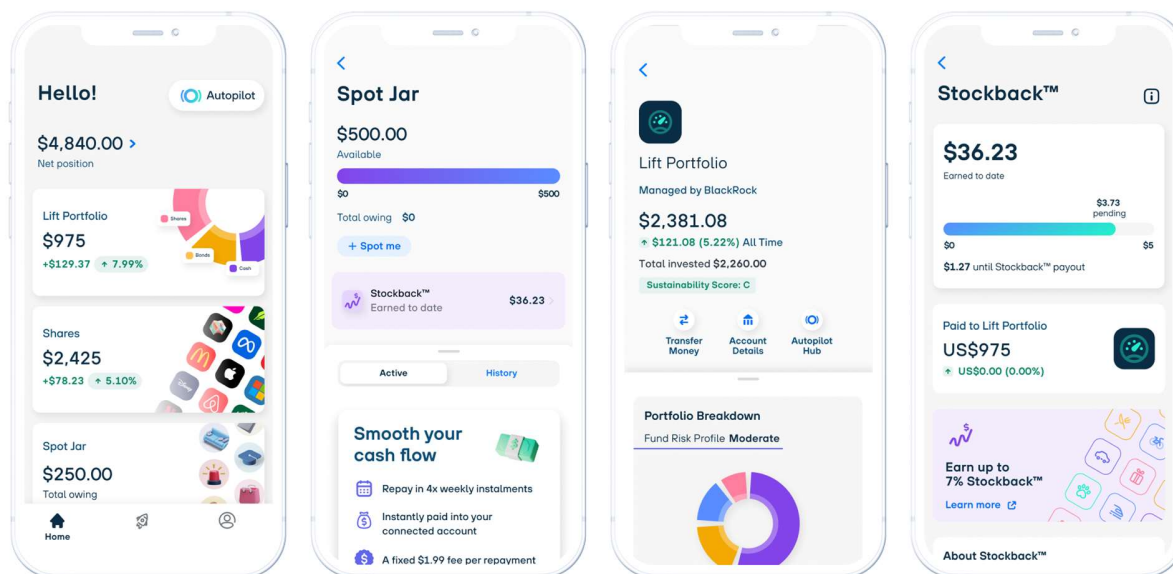 Hello!
Autopilot
$4,840.00 >
Net position
Lift Portfolio
$975
+$129.37 ↑ 7.99%
Shares
Bonds
Cash
Shares
$2,425
+$78.23 ↑ 5.10%
Disney
Spot Jar
$250.00
Total owing
Home
Spot Jar
$500.00
Available
$0 $500
Total owing $0
+ Spot me
Stockback™
Earned to date
$36.23 >
Active History
Smooth your
cash flow
Repay in 4x weekly instalments
Instantly paid into your
connected account
A fixed $1.99 fee per repayment
Lift Portfolio
Managed by BlackRock
$2,381.08
↑ $121.08 (5.22%) All Time
Total invested $2,260.00
Sustainability Score: C
Transfer
Money
Account
Details
Autopilot
Hub
Portfolio Breakdown
Fund Risk Profile Moderate
Stockback™
$36.23
Earned to date
$3.73
pending
$0 $5
$1.27 until Stockback™ payout
Paid to Lift Portfolio
US$975
↑ US$0.00 (0.00%)
Earn up to
7% Stockback™
Learn more
About Stockback™